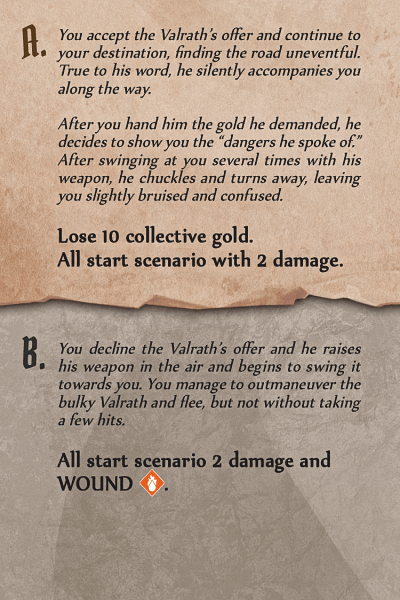 A.
You accept the Valrath's offer and continue to
your destination, finding the road uneventful.
True to his word, he silently accompanies you
along the way.
After you hand him the gold he demanded, he
decides to show you the "dangers he spoke of."
After swinging at you several times with his
weapon, he chuckles and turns away, leaving
you slightly bruised and confused.
Lose 10 collective gold.
All start scenario with 2 damage.
B.
You decline the Valrath's offer and he raises
his weapon in the air and begins to swing it
towards you. You manage to outmaneuver the
bulky Valrath and flee, but not without taking
a few hits.
All start scenario 2 damage and
WOUND .